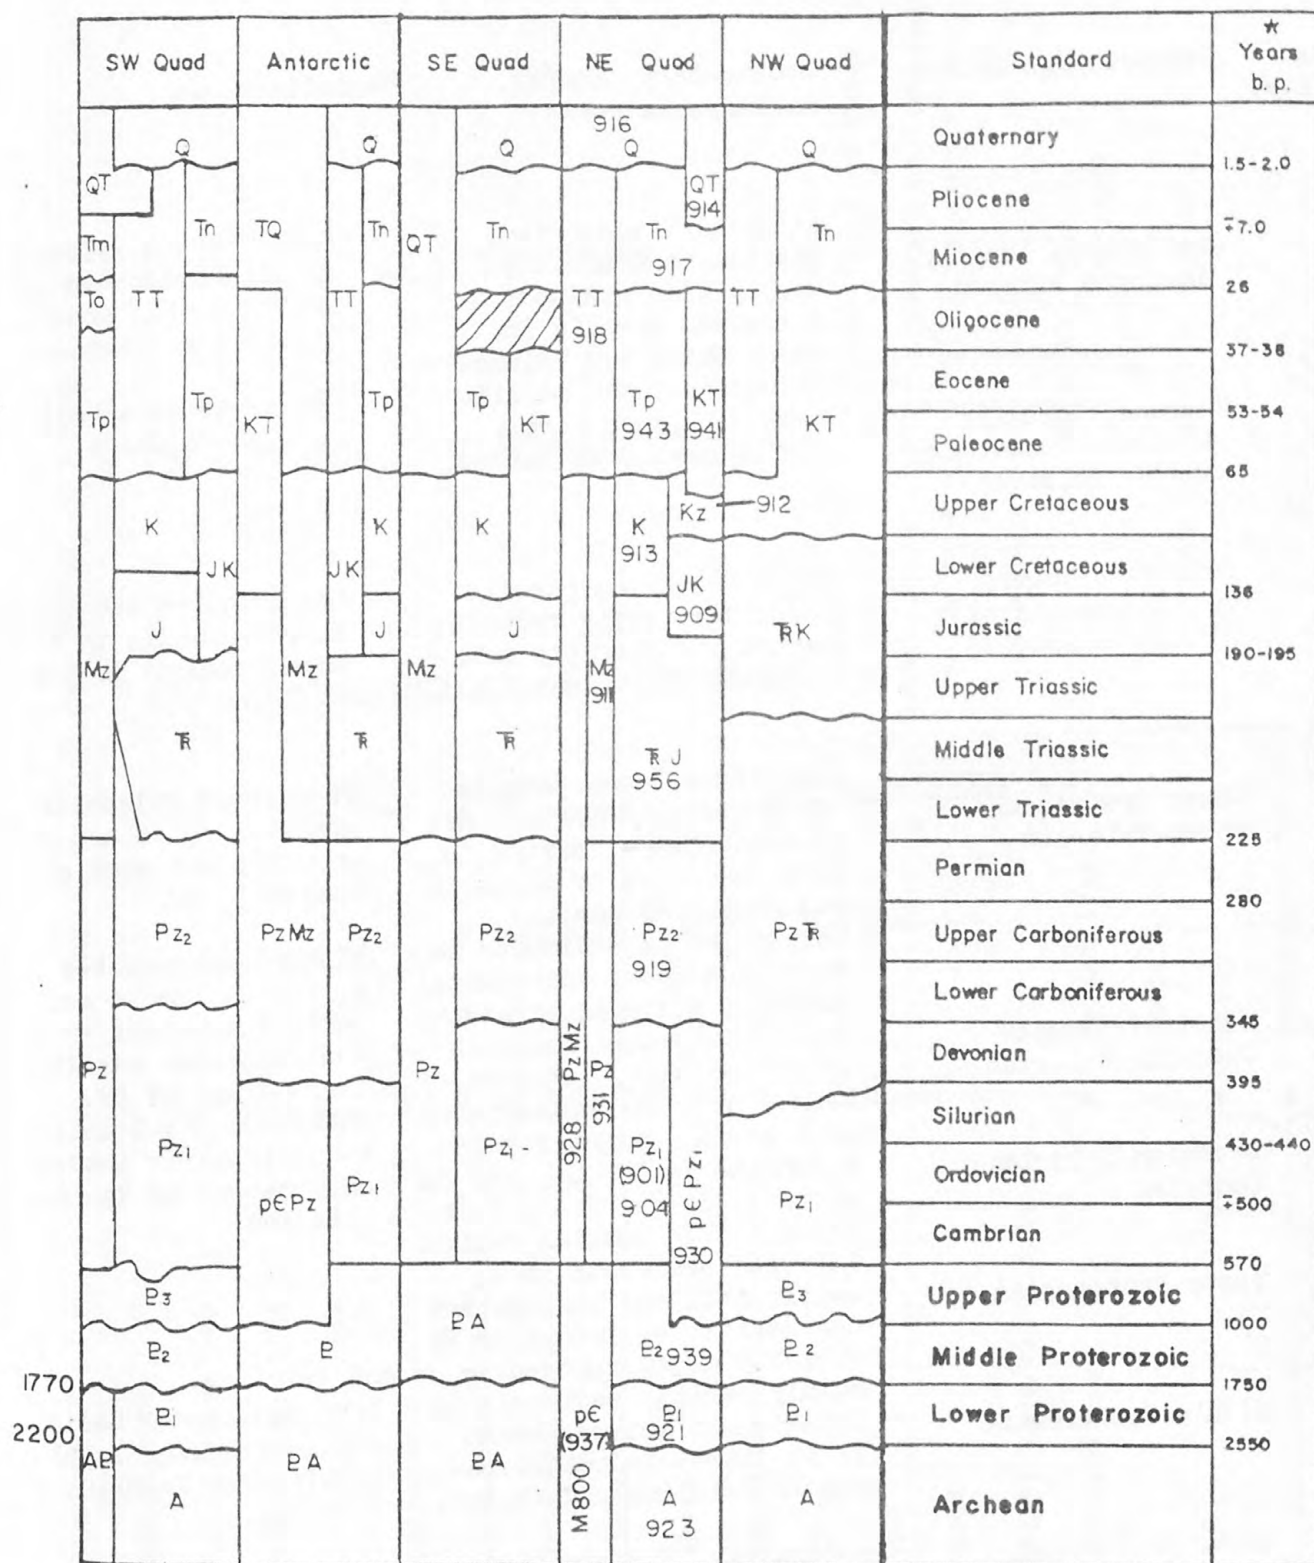 SW Quad Antarctic SE Quad NE Quad NW Quad Standard ★ Years b. p.
916
Q Q Q Q Q Quaternary
1.5-2.0
QT QT 914 Pliocene
Tn TQ Tn Tn Tn Tn
∓7.0
Tm QT 917 Miocene
26
To TT TT TT TT
918 Oligocene
37-38
Eocene
Tp Tp Tp Tp KT
53-54
Tp KT KT 943 941 KT Paleocene
65
Kz 912 Upper Cretaceous
K K K K
913
JK JK JK Lower Cretaceous
136
909
J J J TRK Jurassic
190-195
Mz Mz Mz Mz
911 Upper Triassic
TR TR TR TR J Middle Triassic
956
Lower Triassic
225
Permian
280
Pz2 PzMz Pz2 Pz2 Pz2 PzTR Upper Carboniferous
919
Lower Carboniferous
345
Pz Pz PzMz Pz Devonian
395
931 Silurian
928
430-440
Pz1 Pz1 Pz1
(901) Ordovician
pЄPz Pz1 904 pЄPz1 Pz1
∓500
Cambrian
930
570
P3 P3 Upper Proterozoic
1000
PA
P2 P P2 939 P2 Middle Proterozoic
1770 1750
P1 pЄ P1 P1 Lower Proterozoic
2200 (937) 921
2550
AP PA PA
A M800 A A Archean
923